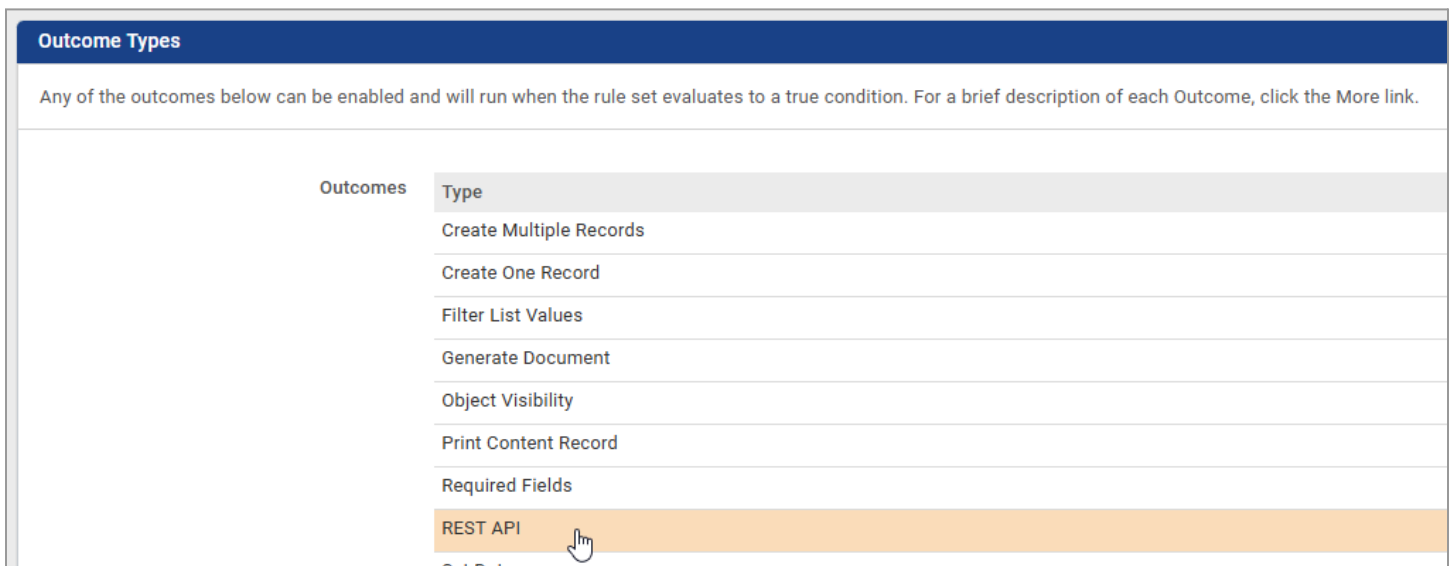 Outcome Types
Any of the outcomes below can be enabled and will run when the rule set evaluates to a true condition. For a brief description of each Outcome, click the More link.
Outcomes
Type
Create Multiple Records
Create One Record
Filter List Values
Generate Document
Object Visibility
Print Content Record
Required Fields
REST API